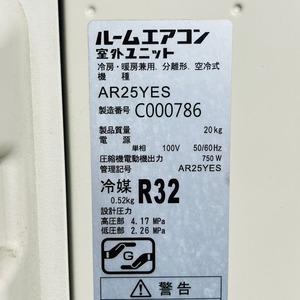 ルームエアコン
室外ユニット
冷房・暖房兼用、分離形、空冷式
機種
AR25YES
製造番号 C000786
製品質量 20kg
電源
単相 100V 50/60Hz
圧縮機電動機出力 750W
管理記号 AR25YES
冷媒 R32
0.52kg
設計圧力
高圧部 4.17 MPa
低圧部 2.26 MPa
G
警告